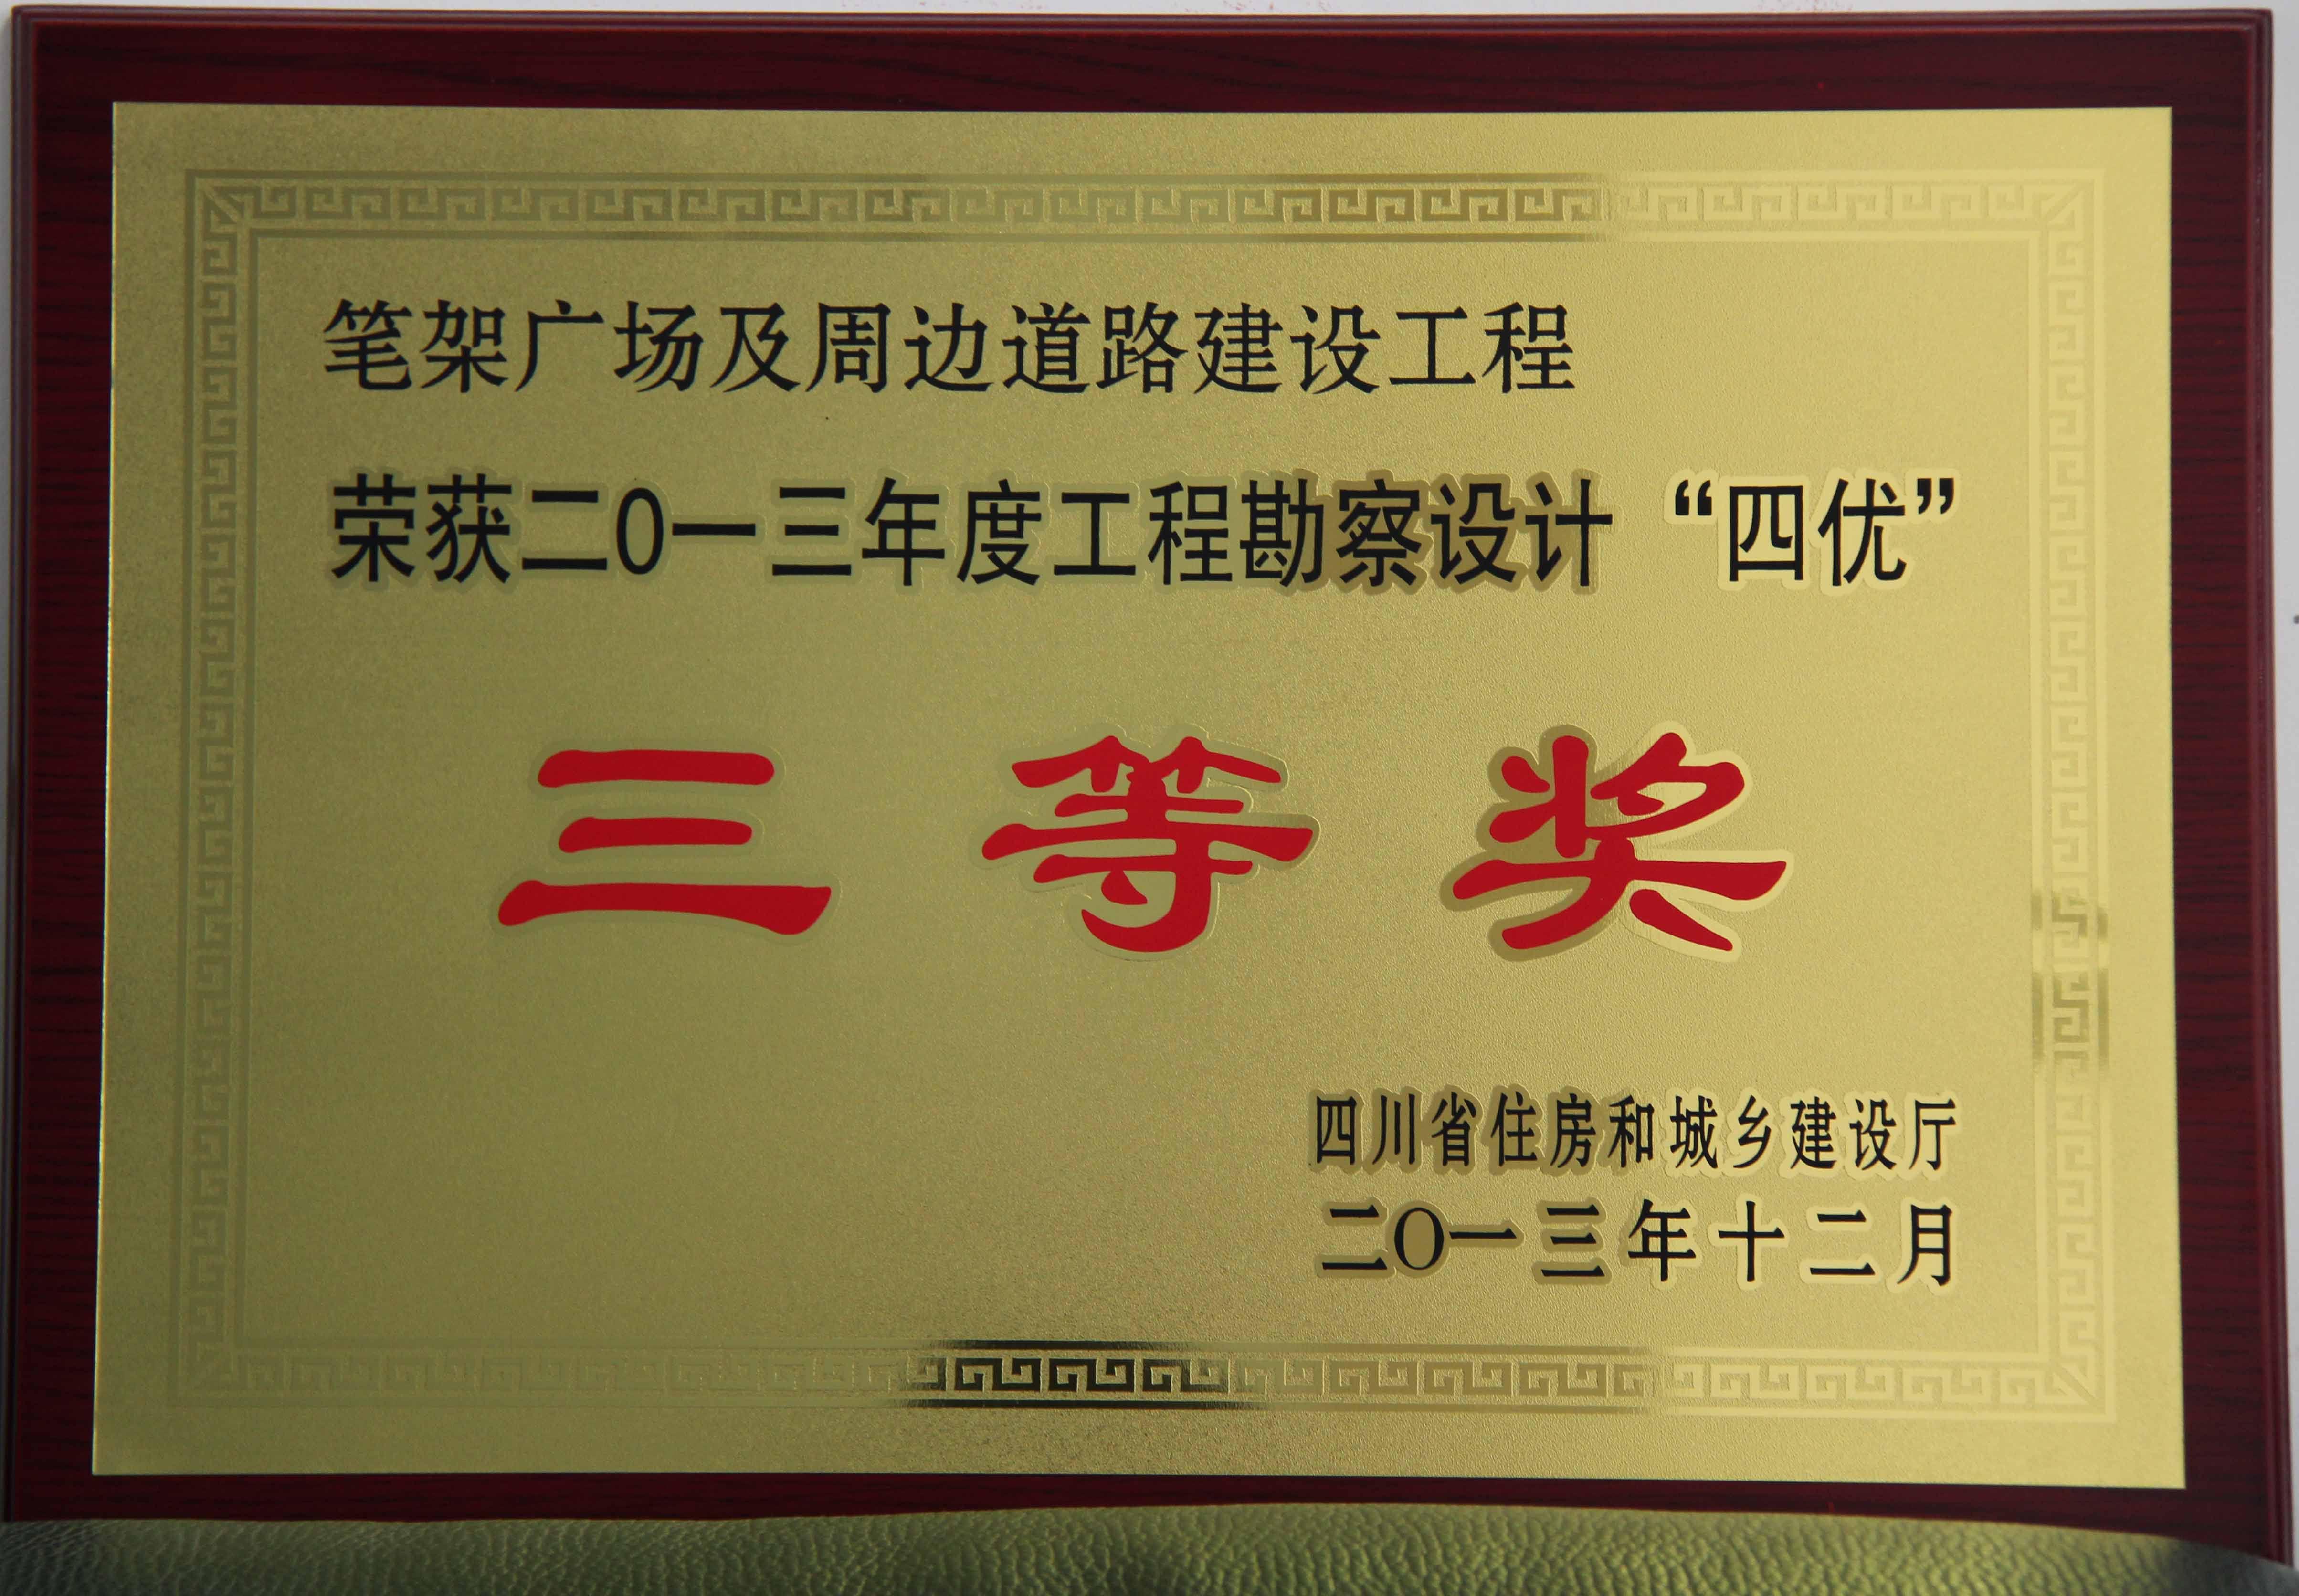 笔架广场及周边道路建设工程
荣获二〇一三年度工程勘察设计“四优”
三等奖
四川省住房和城乡建设厅
二〇一三年十二月